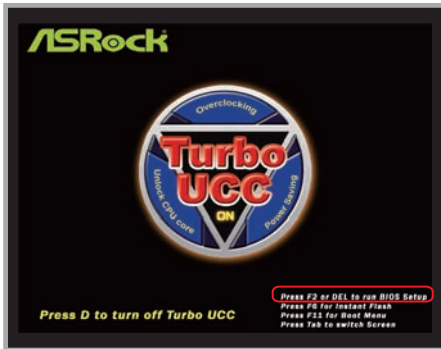 ASRock
Overclocking
Turbo
UCC
ON
Unlock CPU core
Power Saving
Press F2 or DEL to run BIOS Setup
Press F6 for Instant Flash
Press F11 for Boot Menu
Press Tab to switch Screen
Press D to turn off Turbo UCC